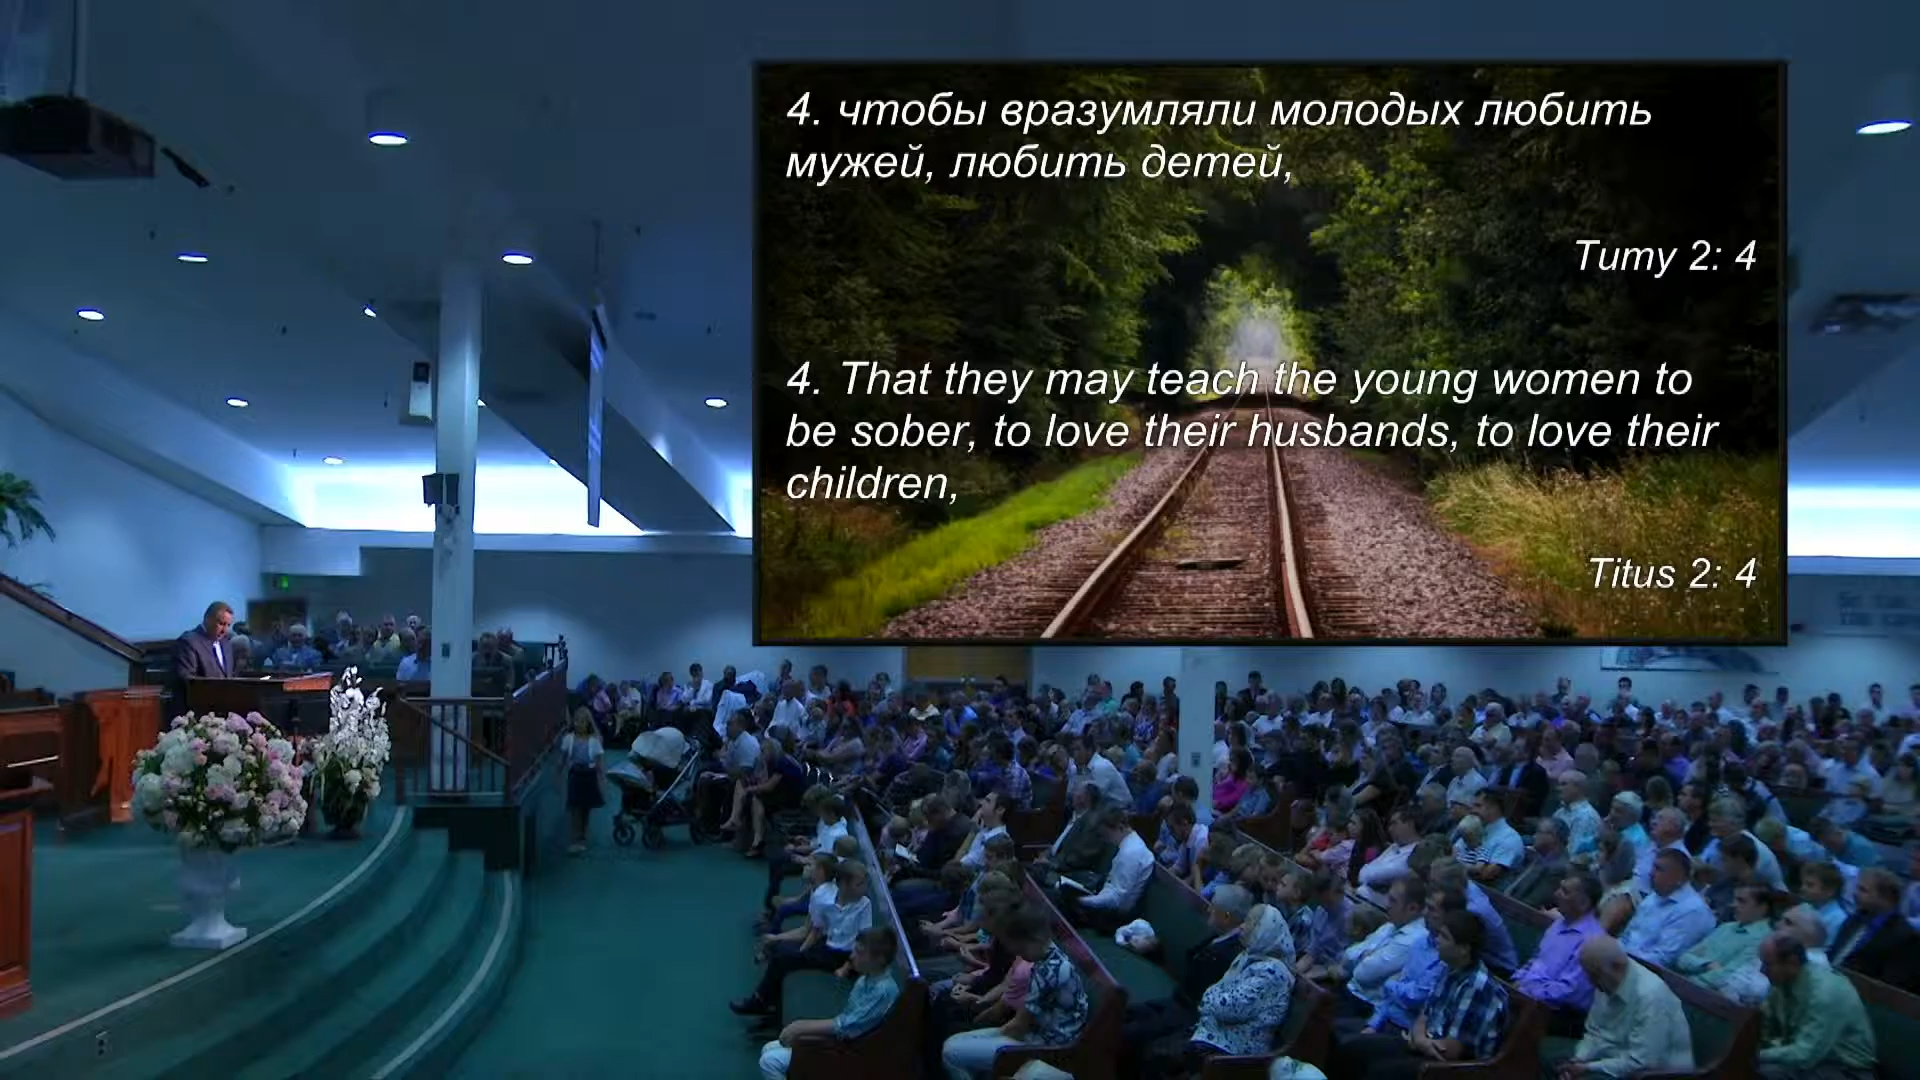 4. чтобы вразумляли молодых любить
мужей, любить детей,
Титу 2: 4
4. That they may teach the young women to
be sober, to love their husbands, to love their
children,
Titus 2: 4